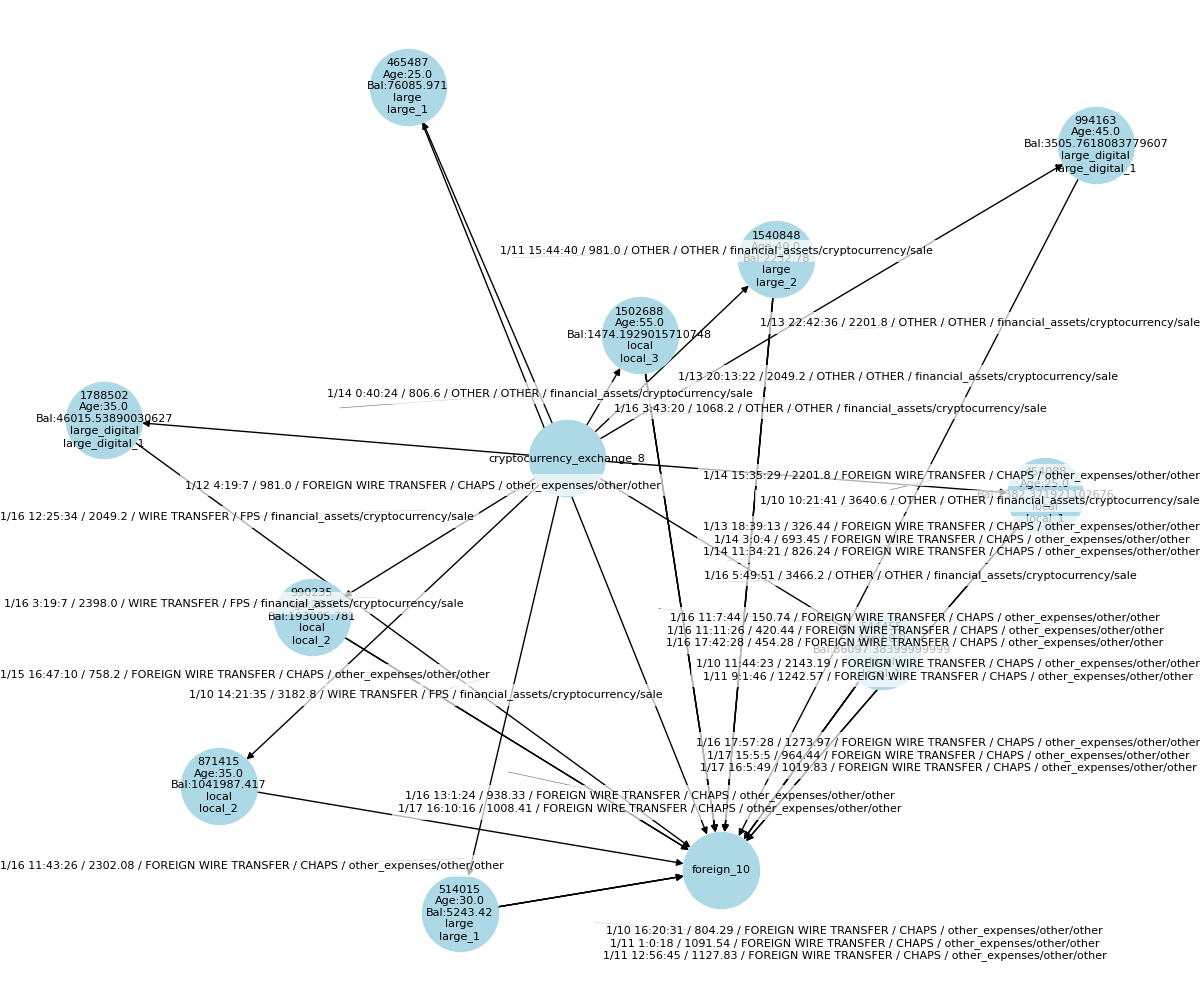 465487
Age:25.0
Bal:76085.971
large
large_1
994163
Age:45.0
Bal:3505.7618083779607
large_digital
large_digital_1
1540848
Age:40.0
Bal:2232.78
large
large_2
1/11 15:44:40 / 981.0 / OTHER / OTHER / financial_assets/cryptocurrency/sale
1502688
Age:55.0
Bal:1474.1929015710748
local
local_3
1/13 22:42:36 / 2201.8 / OTHER / OTHER / financial_assets/cryptocurrency/sale
1/13 20:13:22 / 2049.2 / OTHER / OTHER / financial_assets/cryptocurrency/sale
1/14 0:40:24 / 806.6 / OTHER / OTHER / financial_assets/cryptocurrency/sale
1/16 3:43:20 / 1068.2 / OTHER / OTHER / financial_assets/cryptocurrency/sale
1788502
Age:35.0
Bal:46015.53890030627
large_digital
large_digital_1
cryptocurrency_exchange_8
1/14 15:35:29 / 2201.8 / FOREIGN WIRE TRANSFER / CHAPS / other_expenses/other/other
1/12 4:19:7 / 981.0 / FOREIGN WIRE TRANSFER / CHAPS / other_expenses/other/other
1/10 10:21:41 / 3640.6 / OTHER / OTHER / financial_assets/cryptocurrency/sale
local
local_1
1/16 12:25:34 / 2049.2 / WIRE TRANSFER / FPS / financial_assets/cryptocurrency/sale
1/13 18:39:13 / 326.44 / FOREIGN WIRE TRANSFER / CHAPS / other_expenses/other/other
1/14 3:0:4 / 693.45 / FOREIGN WIRE TRANSFER / CHAPS / other_expenses/other/other
1/14 11:34:21 / 826.24 / FOREIGN WIRE TRANSFER / CHAPS / other_expenses/other/other
1/16 5:49:51 / 3466.2 / OTHER / OTHER / financial_assets/cryptocurrency/sale
990235
1/16 3:19:7 / 2398.0 / WIRE TRANSFER / FPS / financial_assets/cryptocurrency/sale
Bal:193005.781
local
local_2
1/16 11:7:44 / 150.74 / FOREIGN WIRE TRANSFER / CHAPS / other_expenses/other/other
1/16 11:11:26 / 420.44 / FOREIGN WIRE TRANSFER / CHAPS / other_expenses/other/other
1/16 17:42:28 / 454.28 / FOREIGN WIRE TRANSFER / CHAPS / other_expenses/other/other
Bal:86097.38399999999
1/10 11:44:23 / 2143.19 / FOREIGN WIRE TRANSFER / CHAPS / other_expenses/other/other
1/11 9:1:46 / 1242.57 / FOREIGN WIRE TRANSFER / CHAPS / other_expenses/other/other
1/15 16:47:10 / 758.2 / FOREIGN WIRE TRANSFER / CHAPS / other_expenses/other/other
1/10 14:21:35 / 3182.8 / WIRE TRANSFER / FPS / financial_assets/cryptocurrency/sale
1/16 17:57:28 / 1273.97 / FOREIGN WIRE TRANSFER / CHAPS / other_expenses/other/other
1/17 15:5:5 / 964.44 / FOREIGN WIRE TRANSFER / CHAPS / other_expenses/other/other
1/17 16:5:49 / 1019.83 / FOREIGN WIRE TRANSFER / CHAPS / other_expenses/other/other
871415
Age:35.0
Bal:1041987.417
local
local_2
1/16 13:1:24 / 938.33 / FOREIGN WIRE TRANSFER / CHAPS / other_expenses/other/other
1/17 16:10:16 / 1008.41 / FOREIGN WIRE TRANSFER / CHAPS / other_expenses/other/other
1/16 11:43:26 / 2302.08 / FOREIGN WIRE TRANSFER / CHAPS / other_expenses/other/other
foreign_10
514015
Age:30.0
Bal:5243.42
large
large_1
1/10 16:20:31 / 804.29 / FOREIGN WIRE TRANSFER / CHAPS / other_expenses/other/other
1/11 1:0:18 / 1091.54 / FOREIGN WIRE TRANSFER / CHAPS / other_expenses/other/other
1/11 12:56:45 / 1127.83 / FOREIGN WIRE TRANSFER / CHAPS / other_expenses/other/other